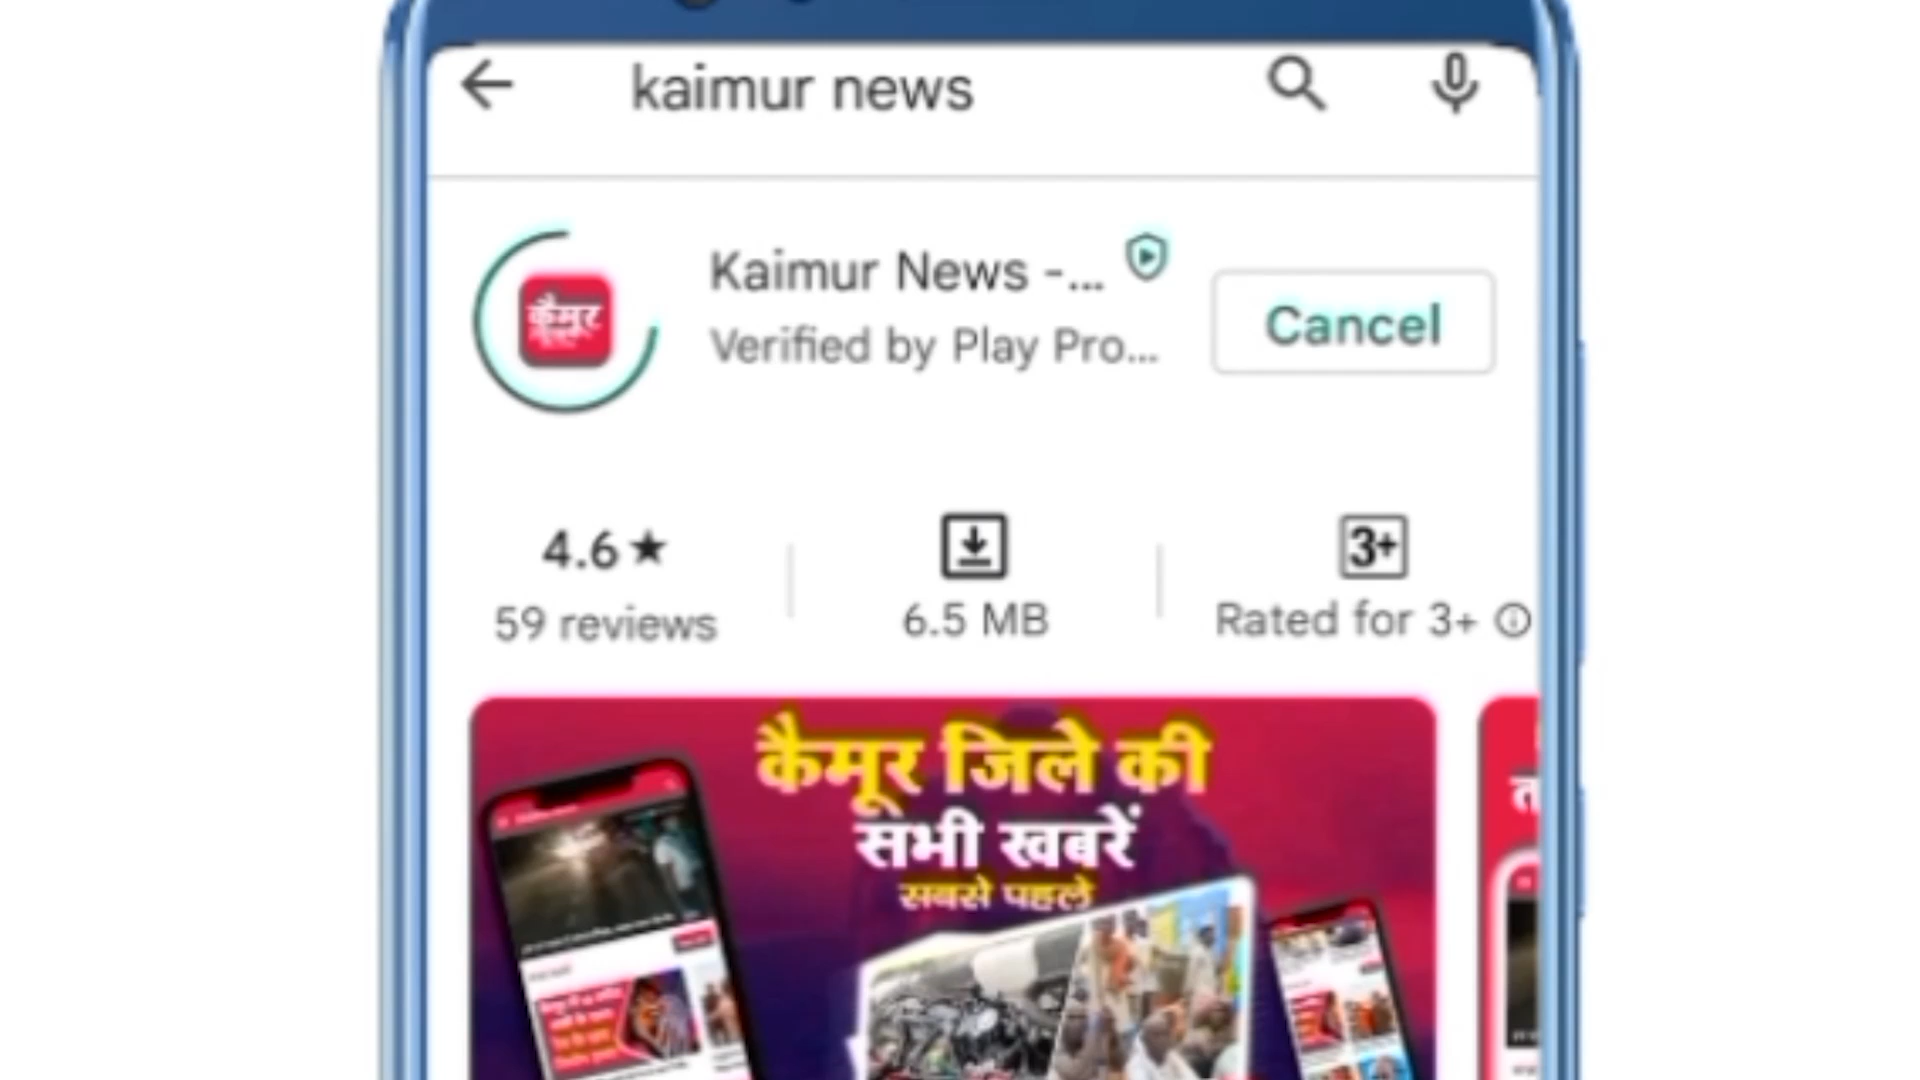 kaimur news
Kaimur News -...
Verified by Play Pro...
Cancel
कैमूर
4.6★
59 reviews
6.5 MB
3+
Rated for 3+
कैमूर जिले की
सभी खबरें
सबसे पहले